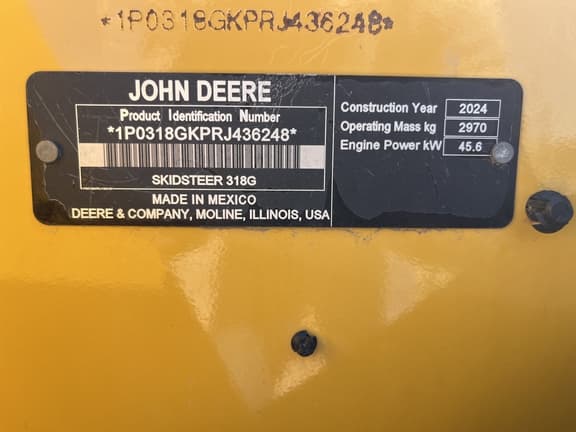 *1P0318GKPRJ436248*
JOHN DEERE
Product Identification Number
*1P0318GKPRJ436248*
SKIDSTEER 318G
MADE IN MEXICO
DEERE & COMPANY, MOLINE, ILLINOIS, USA
Construction Year 2024
Operating Mass kg 2970
Engine Power kW 45.6